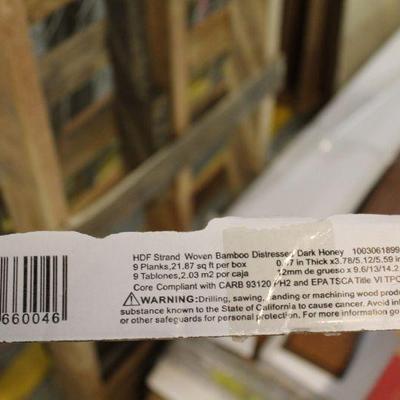 HDF Strand Woven Bamboo Distressed Dark Honey 1003061899
9 Planks,21.87 sq ft per box 0.47 in Thick x3.78/5.12/5.59 in
9 Tablones,2.03 m2 por caja 12mm de grueso x 9.6/13/14.2
Core Compliant with CARB 93120 PH2 and EPA TSCA Title VI TPC
⚠WARNING:Drilling, sawing, sanding or machining wood
660046
substance known to the State of California to cause cancer. Avoid
or other safeguards for personal protection. For more information go